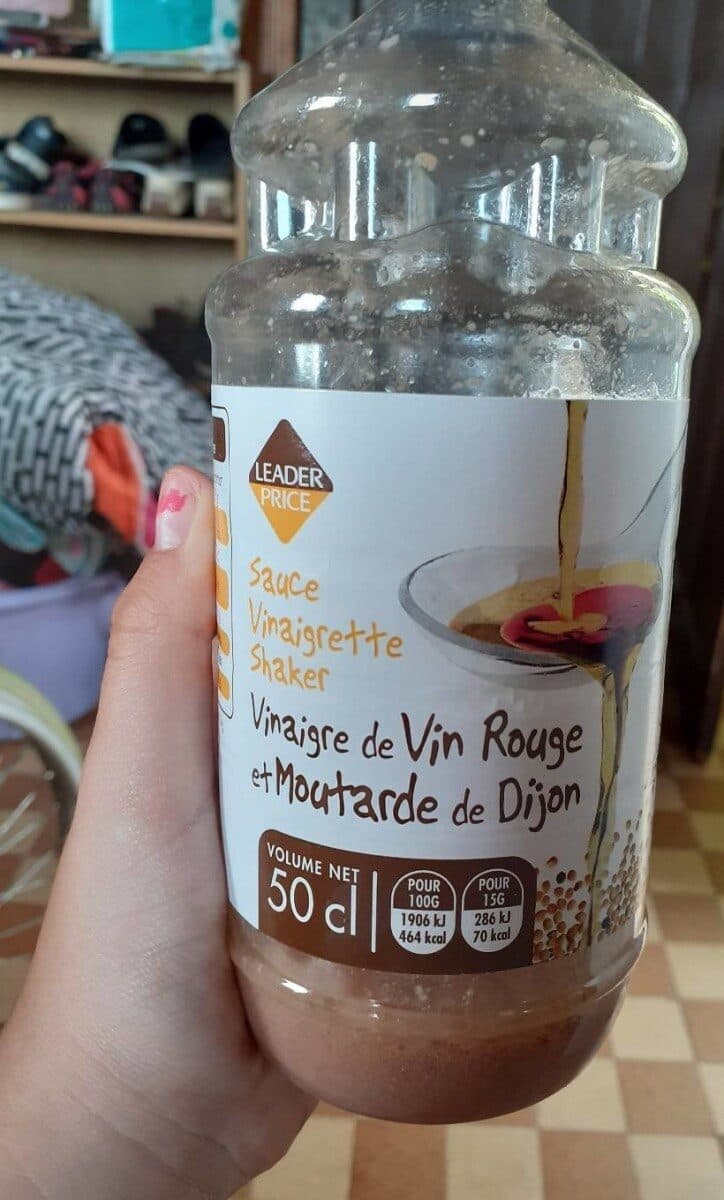 LEADER
PRICE
Sauce
Vinaigrette
Shaker
Vinaigre de Vin Rouge
et Moutarde de Dijon
VOLUME NET
50 cl
POUR
100G
1906 kJ
464 kcal
POUR
15G
286 kJ
70 kcal